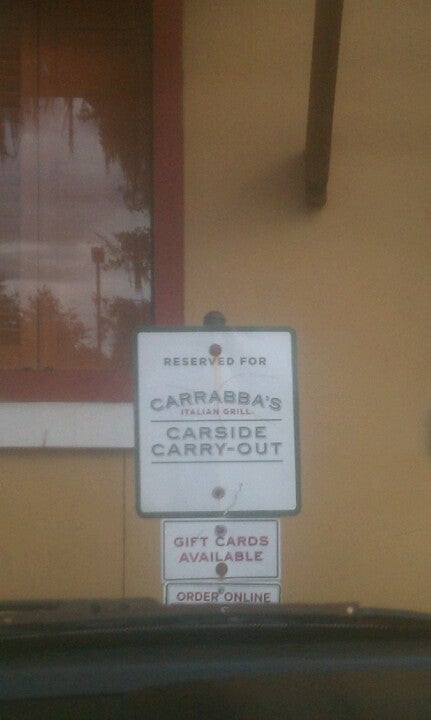 RESERVED FOR
CARRABBA'S
ITALIAN GRILL
CARSIDE
CARRY-OUT
GIFT CARDS
AVAILABLE
ORDER ONLINE